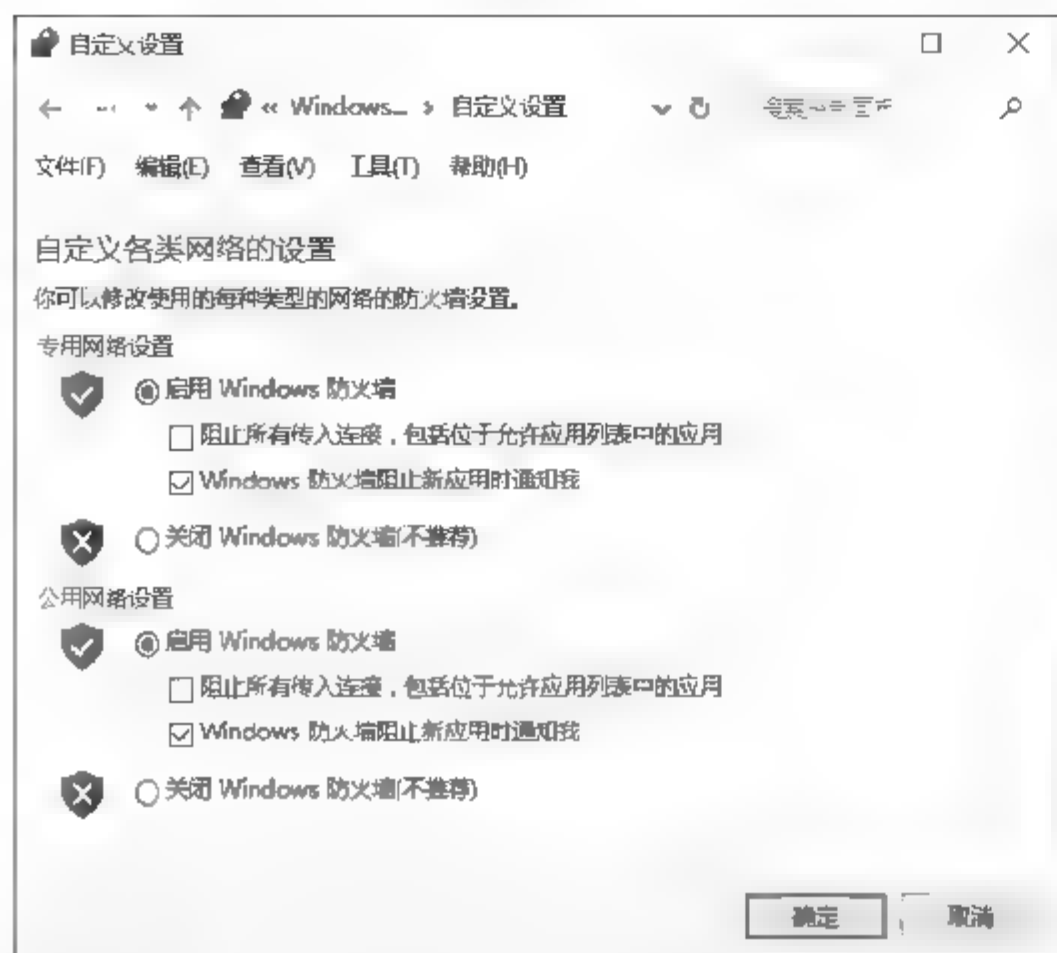 自定义设置
« Windows... › 自定义设置
文件(F) 编辑(E) 查看(V) 工具(T) 帮助(H)
自定义各类网络的设置
你可以修改使用的每种类型的网络的防火墙设置。
专用网络设置
启用 Windows 防火墙
阻止所有传入连接，包括位于允许应用列表中的应用
Windows 防火墙阻止新应用时通知我
关闭 Windows 防火墙(不推荐)
公用网络设置
启用 Windows 防火墙
阻止所有传入连接，包括位于允许应用列表中的应用
Windows 防火墙阻止新应用时通知我
关闭 Windows 防火墙(不推荐)
确定 取消